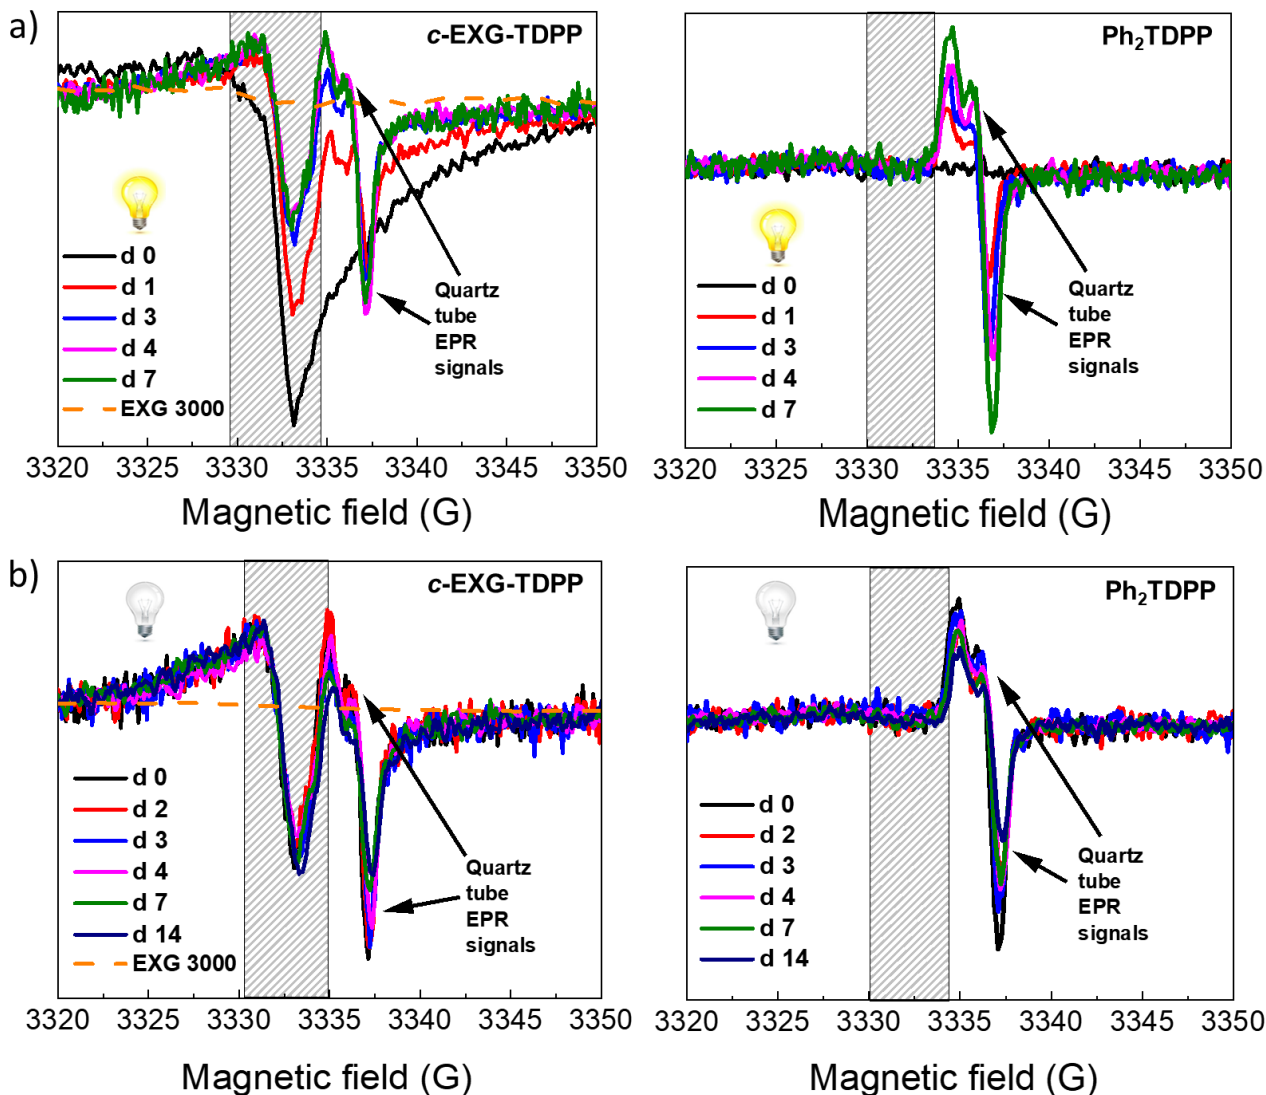 a)
c-EXG-TDPP
d 0
d 1
d 3
d 4
d 7
EXG 3000
Quartz
tube
EPR
signals
3320 3325 3330 3335 3340 3345 3350
Magnetic field (G)
Ph₂TDPP
d 0
d 1
d 3
d 4
d 7
Quartz
tube
EPR
signals
3320 3325 3330 3335 3340 3345 3350
Magnetic field (G)
b)
c-EXG-TDPP
d 0
d 2
d 3
d 4
d 7
d 14
EXG 3000
Quartz
tube
EPR
signals
3320 3325 3330 3335 3340 3345 3350
Magnetic field (G)
Ph₂TDPP
d 0
d 2
d 3
d 4
d 7
d 14
Quartz
tube
EPR
signals
3320 3325 3330 3335 3340 3345 3350
Magnetic field (G)